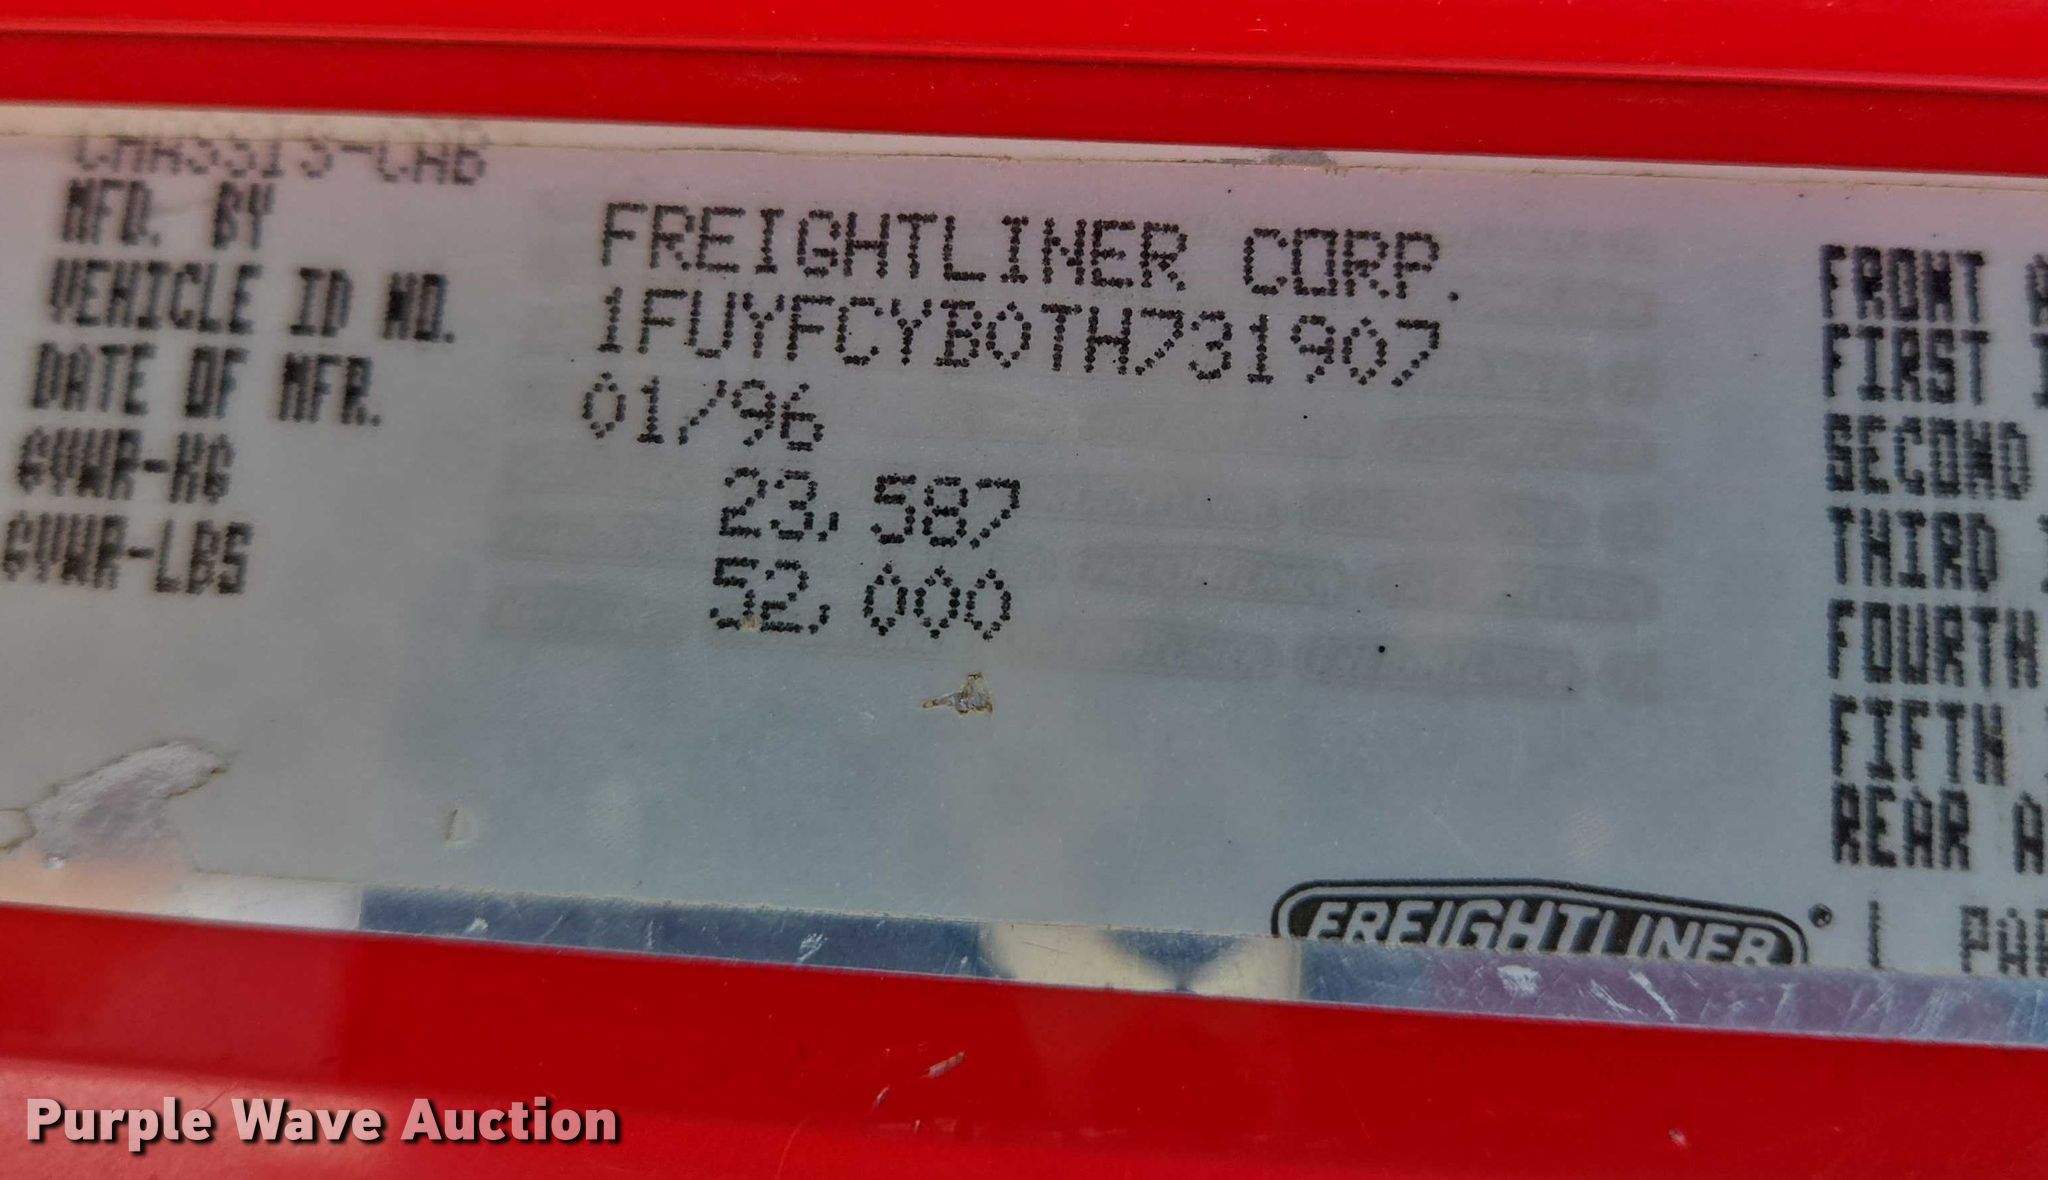 CHASSIS-CAB
MFD. BY FREIGHTLINER CORP.
VEHICLE ID NO. 1FUYFCYB0TH731907
DATE OF MFR. 01/96
GVWR-KG 23,587
GVWR-LBS 52,000
FRONT A
FIRST I
SECOND
THIRD I
FOURTH
FIFTH I
REAR A
FREIGHTLINER® | PAR
Purple Wave Auction